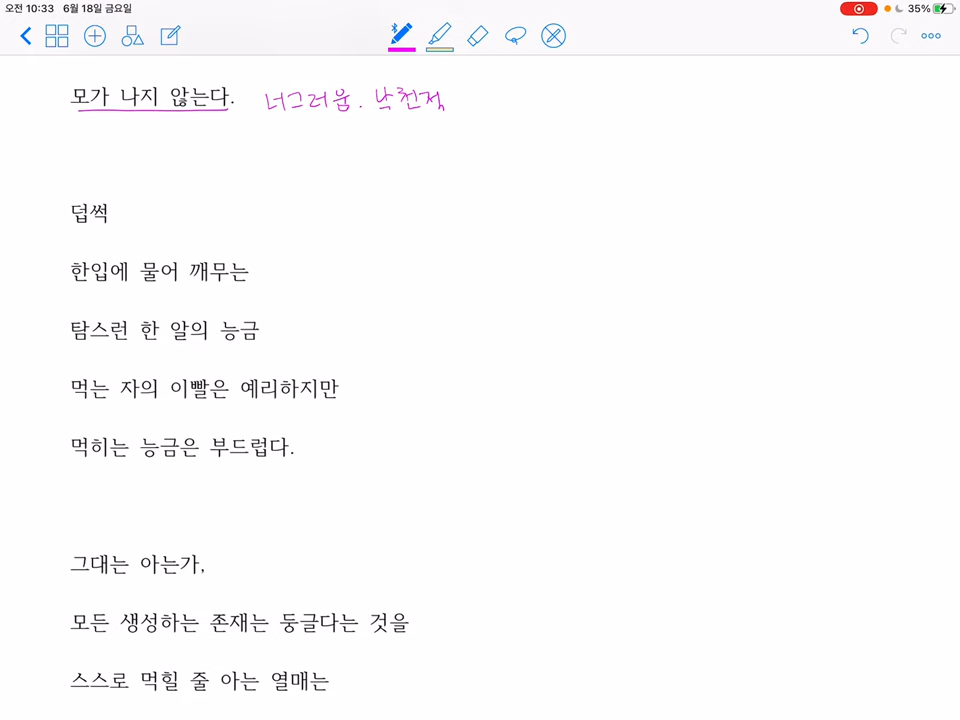 오전 10:33 6월 18일 금요일 35%
모가 나지 않는다. 너그러움. 낙천적
덥썩
한입에 물어 깨무는
탐스런 한 알의 능금
먹는 자의 이빨은 예리하지만
먹히는 능금은 부드럽다.
그대는 아는가,
모든 생성하는 존재는 둥글다는 것을
스스로 먹힐 줄 아는 열매는